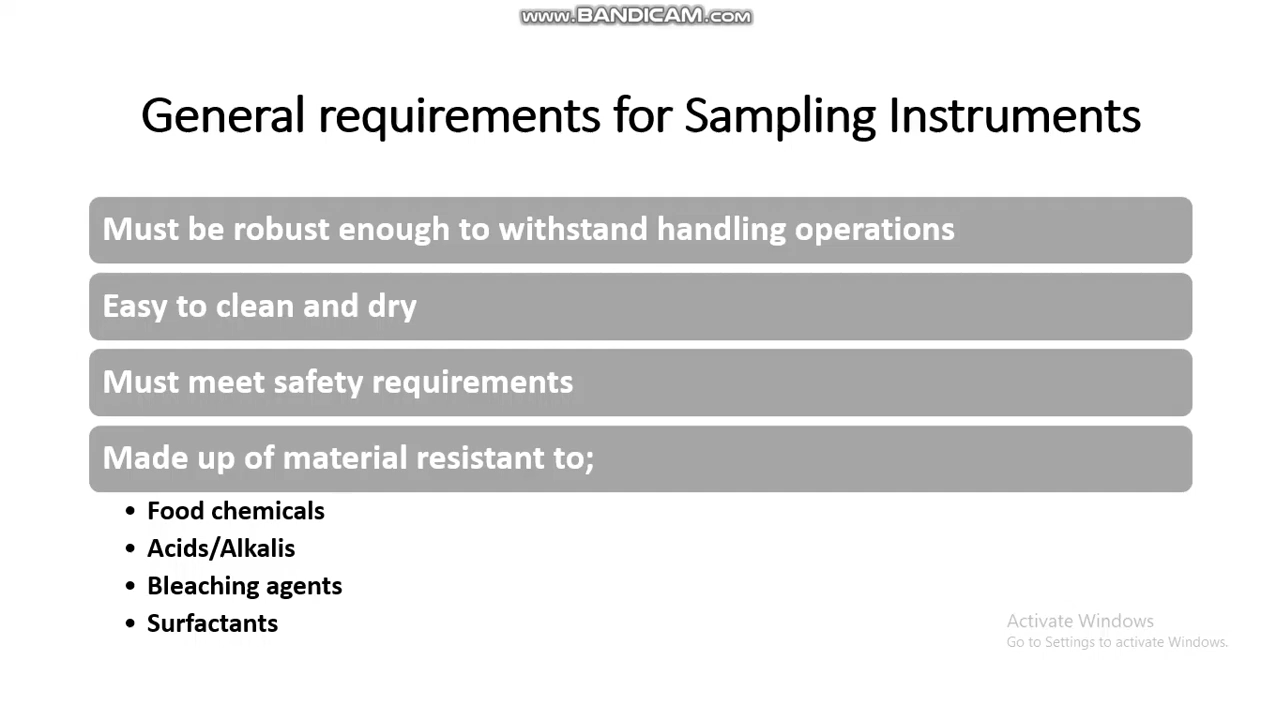 www.BANDICAM.com
General requirements for Sampling Instruments
Must be robust enough to withstand handling operations
Easy to clean and dry
Must meet safety requirements
Made up of material resistant to;
• Food chemicals
• Acids/Alkalis
• Bleaching agents
• Surfactants
Activate Windows
Go to Settings to activate Windows.